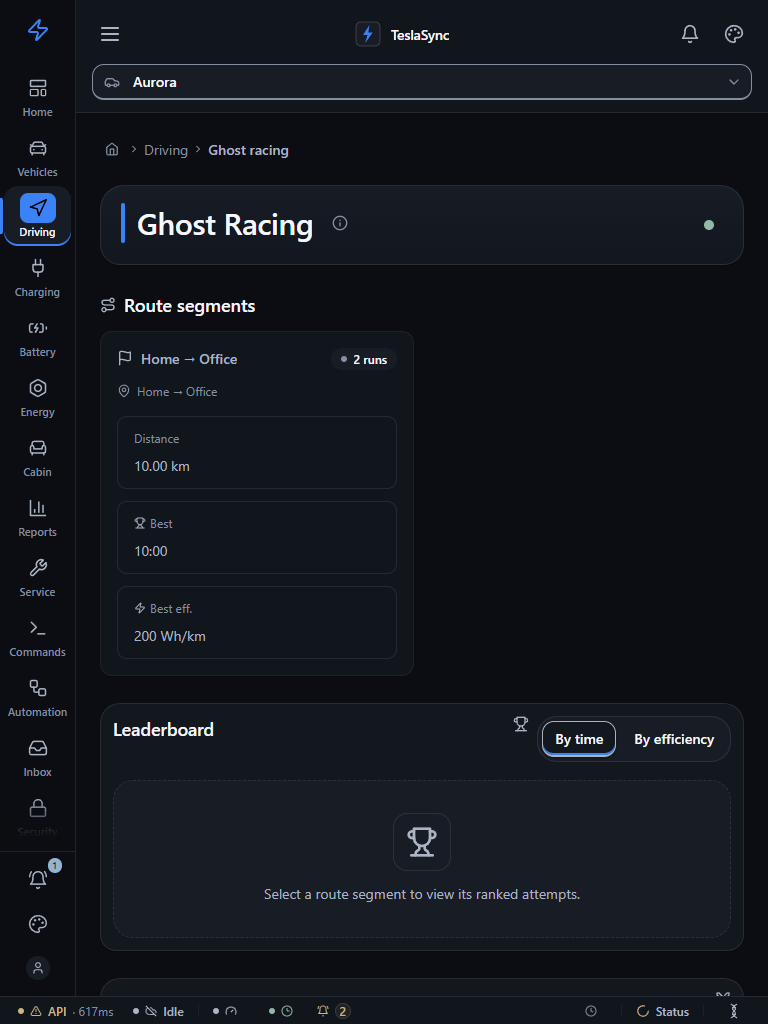 TeslaSync
Aurora
Home
Vehicles
Driving
Charging
Battery
Energy
Cabin
Reports
Service
Commands
Automation
Inbox
Security
1
Driving
Ghost racing
Ghost Racing
Route segments
Home → Office
2 runs
Home → Office
Distance
10.00 km
Best
10:00
Best eff.
200 Wh/km
Leaderboard
By time
By efficiency
Select a route segment to view its ranked attempts.
API · 617ms
Idle
2
Status